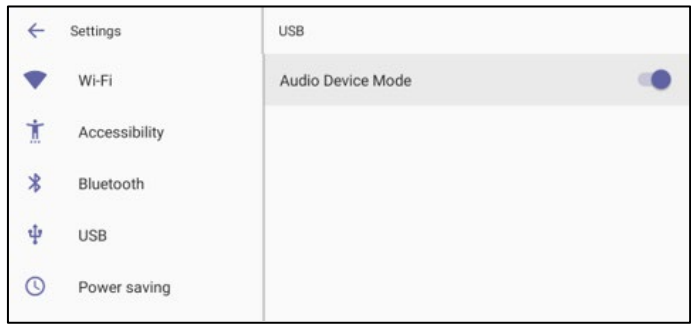 Settings
Wi-Fi
Accessibility
Bluetooth
USB
Power saving
USB
Audio Device Mode